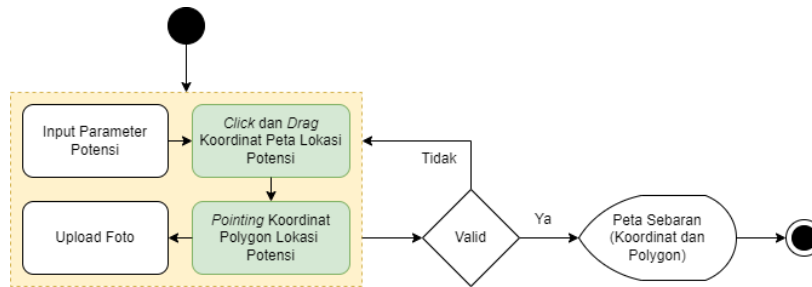 Input Parameter
Potensi
Click dan Drag
Koordinat Peta Lokasi
Potensi
Upload Foto
Pointing Koordinat
Polygon Lokasi
Potensi
Tidak
Valid
Ya
Peta Sebaran
(Koordinat dan
Polygon)